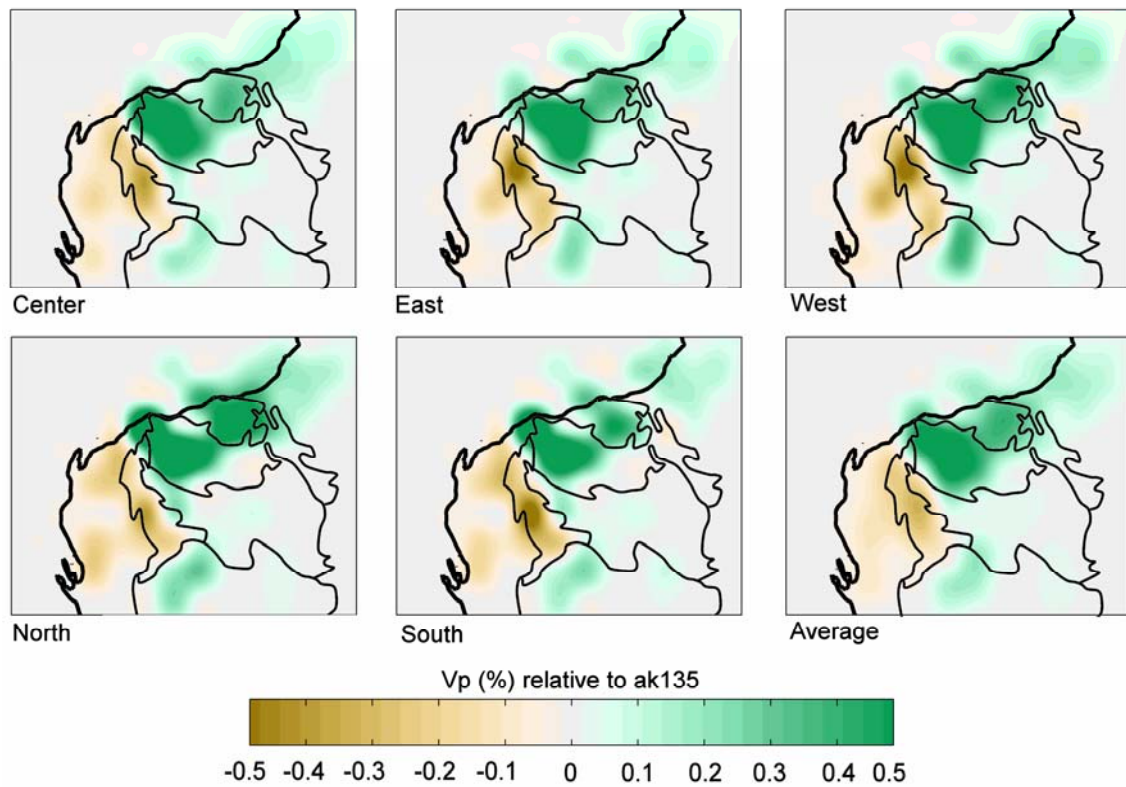 Center East West
North South Average
Vp (%) relative to ak135
-0.5 -0.4 -0.3 -0.2 -0.1 0 0.1 0.2 0.3 0.4 0.5